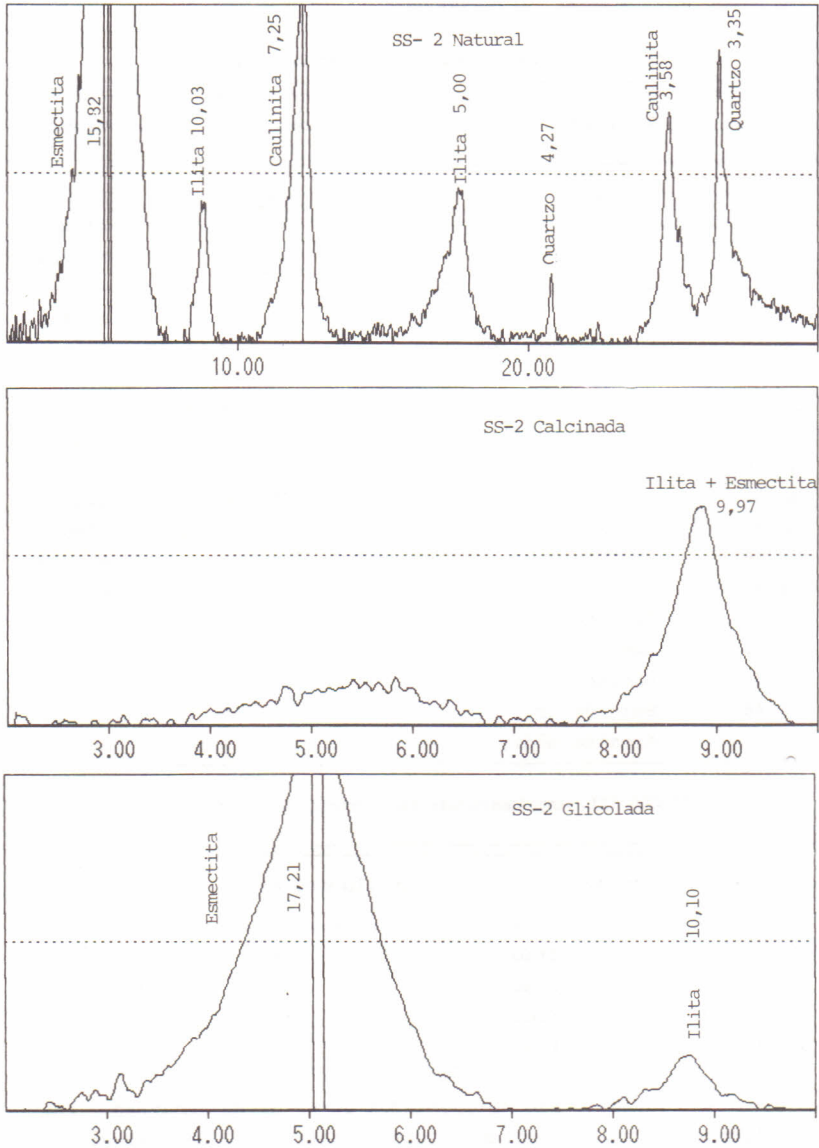 SS- 2 Natural
Esmectita
15,82
Ilita 10,03
Caulinita 7,25
Ilita 5,00
Quartzo 4,27
Caulinita
3,58
Quartzo 3,35
10.00 20.00
SS-2 Calcinada
Ilita + Esmectita
9,97
3.00 4.00 5.00 6.00 7.00 8.00 9.00
SS-2 Glicolada
Esmectita
17,21
Ilita 10,10
3.00 4.00 5.00 6.00 7.00 8.00 9.00